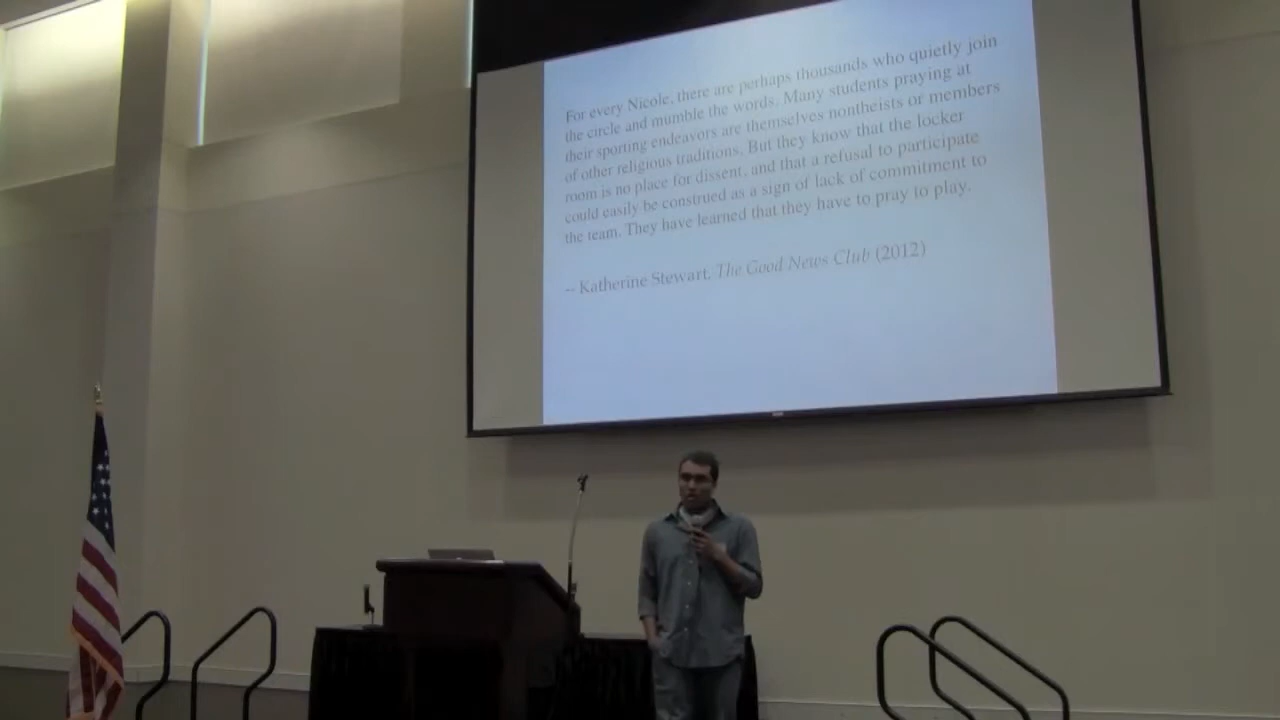 For every Nicole, there are perhaps thousands who quietly join
the circle and mumble the words. Many students praying at
their sporting endeavors are themselves nontheists or members
of other religious traditions. But they know that the locker
room is no place for dissent, and that a refusal to participate
could easily be construed as a sign of lack of commitment to
the team. They have learned that they have to pray to play.
-- Katherine Stewart, The Good News Club (2012)